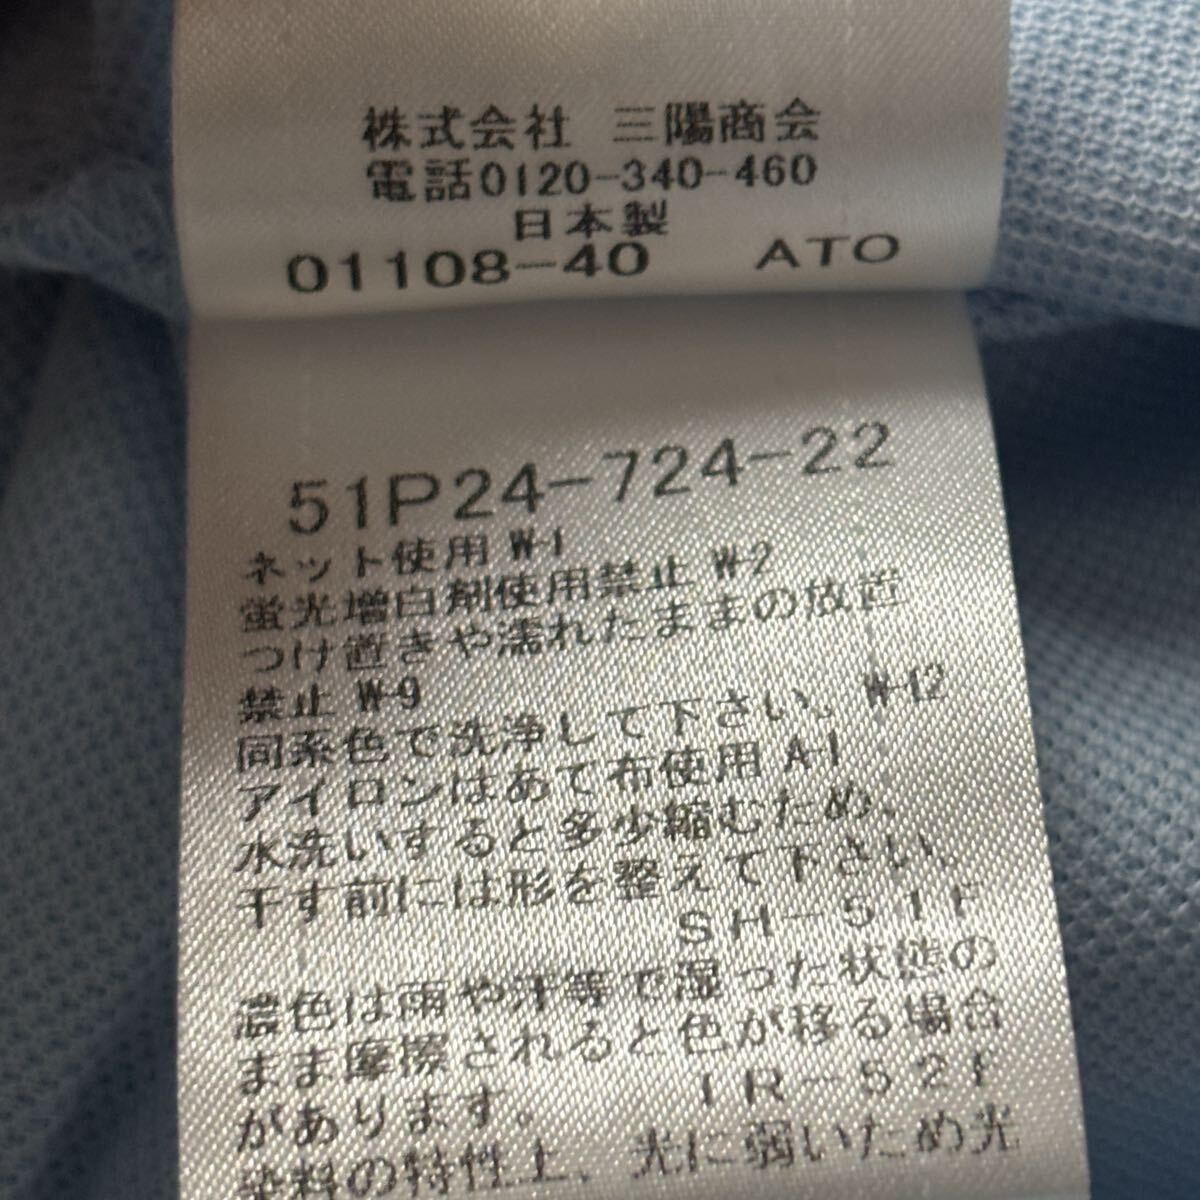 株式会社 三陽商会
電話0120-340-460
日本製
01108-40 ATO
51P24-724-22
ネット使用 W-1
蛍光増白剤使用禁止 W-2
つけ置きや濡れたままの放置
禁止 W-9
同系色で洗浄して下さい。 W-12
アイロンはあて布使用 A-1
水洗いすると多少縮むため、
干す前には形を整えて下さい。
SH-51F
濃色は雨や汗等で湿った状態の
まま摩擦されると色が移る場合
があります。 IR-52F
染料の特性上、光に弱いため光